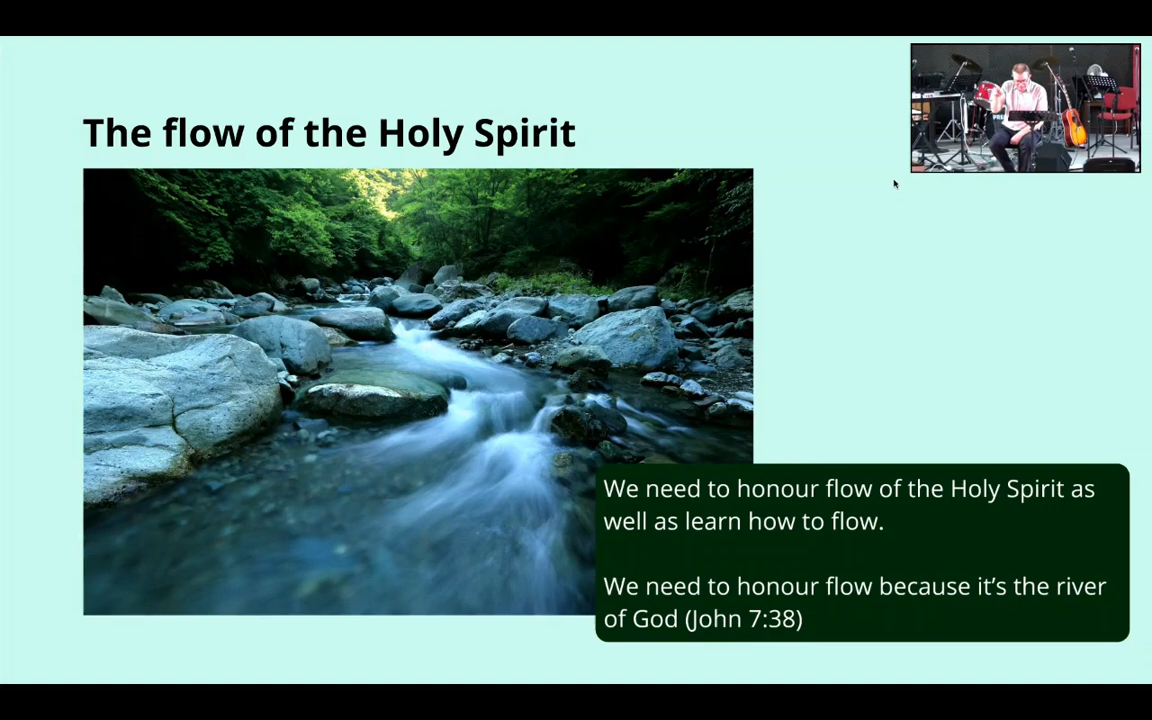 The flow of the Holy Spirit
We need to honour flow of the Holy Spirit as
well as learn how to flow.
We need to honour flow because it’s the river
of God (John 7:38)